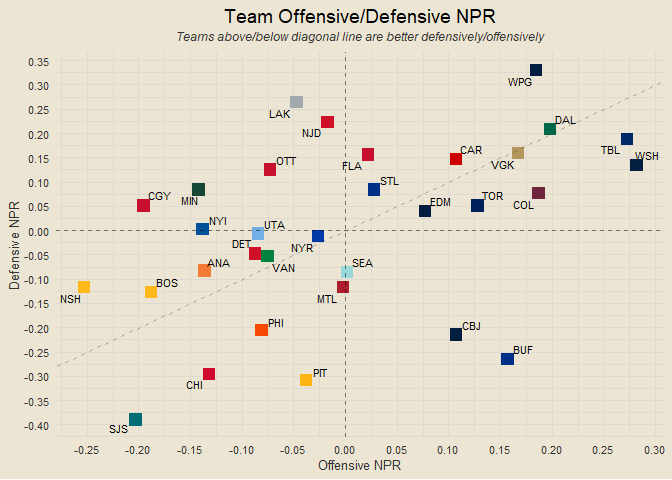 Team Offensive/Defensive NPR
Teams above/below diagonal line are better defensively/offensively
0.35
WPG
0.30
LAK
0.25
NJD
DAL
0.20
TBL
WSH
0.15
OTT
FLA
CAR
VGK
0.10
CGY
MIN
STL
EDM
TOR
COL
0.05
NYI
UTA
0.00
DET
NYR
-0.05
ANA
VAN
SEA
-0.10
NSH
BOS
MTL
-0.15
PHI
CBJ
-0.20
BUF
-0.25
CHI
PIT
-0.30
-0.35
SJS
-0.40
Defensive NPR
-0.25 -0.20 -0.15 -0.10 -0.05 0.00 0.05 0.10 0.15 0.20 0.25 0.30
Offensive NPR